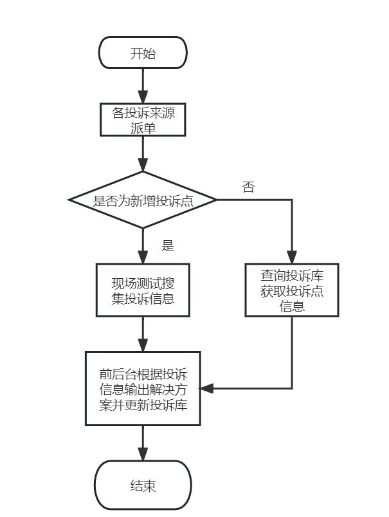 开始
各投诉来源
派单
是否为新增投诉点
否
是
现场测试搜
集投诉信息
查询投诉库
获取投诉点
信息
前后台根据投诉
信息输出解决方
案并更新投诉库
结束